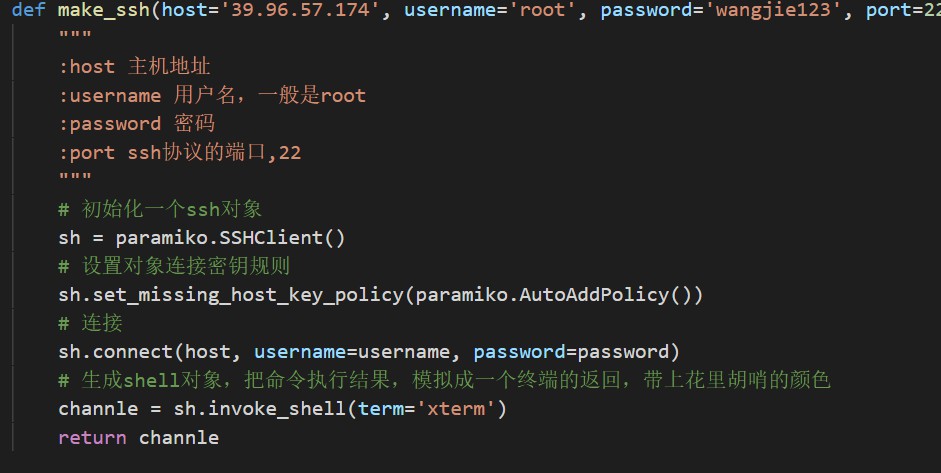 def make_ssh(host='39.96.57.174', username='root', password='wangjie123', port=22
"""
:host 主机地址
:username 用户名，一般是root
:password 密码
:port ssh协议的端口,22
"""
# 初始化一个ssh对象
sh = paramiko.SSHClient()
# 设置对象连接密钥规则
sh.set_missing_host_key_policy(paramiko.AutoAddPolicy())
# 连接
sh.connect(host, username=username, password=password)
# 生成shell对象，把命令执行结果，模拟成一个终端的返回，带上花里胡哨的颜色
channle = sh.invoke_shell(term='xterm')
return channle